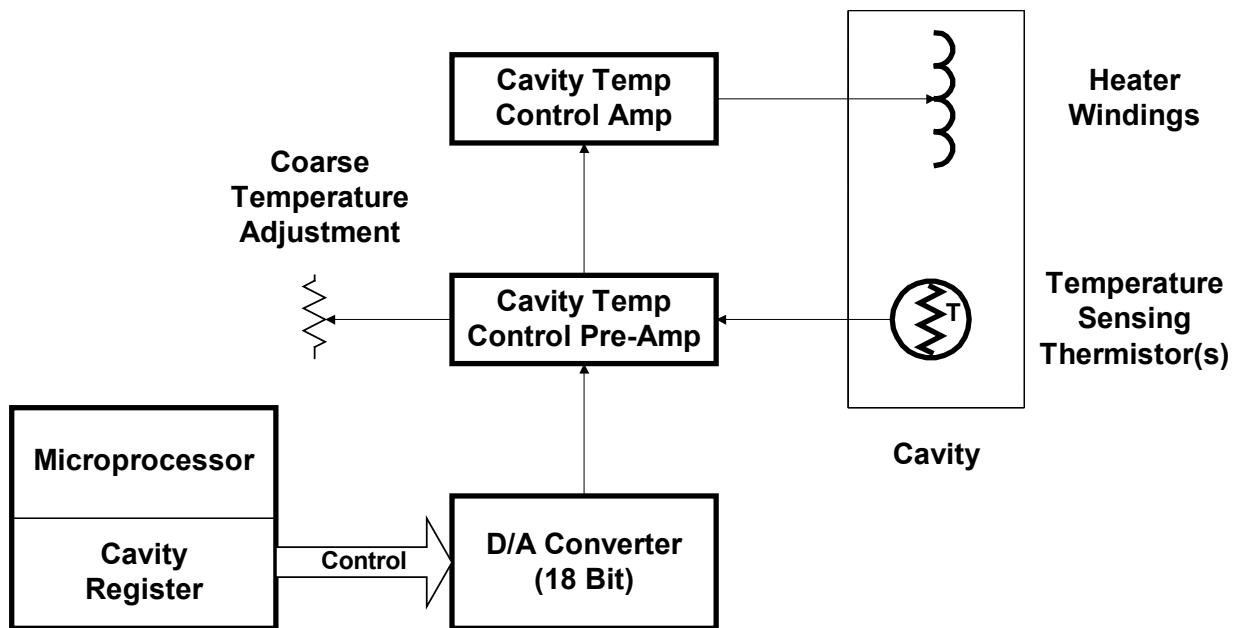 Cavity Temp
Control Amp
Heater
Windings
Coarse
Temperature
Adjustment
Cavity Temp
Control Pre-Amp
T
Temperature
Sensing
Thermistor(s)
Cavity
Microprocessor
Cavity
Register
Control
D/A Converter
(18 Bit)